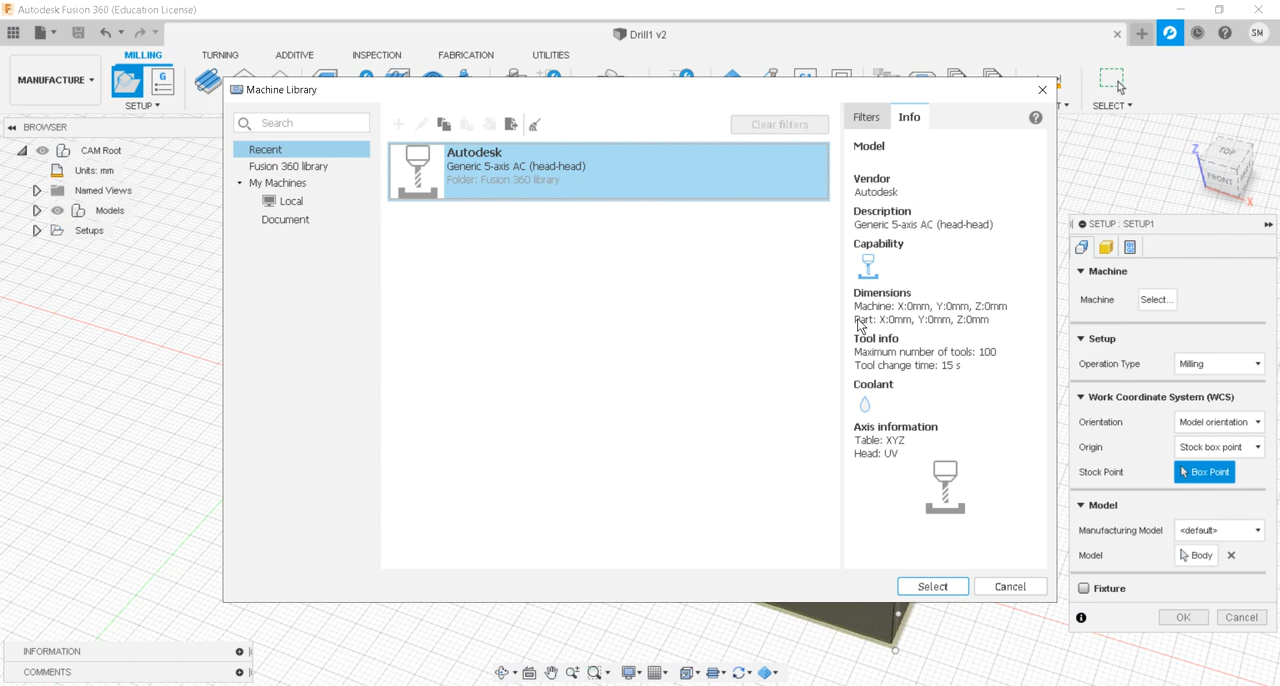 Autodesk Fusion 360 (Education License)
Drill1 v2
SM
MILLING
TURNING
ADDITIVE
INSPECTION
FABRICATION
UTILITIES
MANUFACTURE
G
SETUP
SELECT
Machine Library
BROWSER
CAM Root
Units: mm
Named Views
Models
Setups
Search
Recent
Fusion 360 library
My Machines
Local
Document
Clear filters
Autodesk
Generic 5-axis AC (head-head)
Folder: Fusion 360 library
Filters
Info
Model
Vendor
Autodesk
Description
Generic 5-axis AC (head-head)
Capability
Dimensions
Machine: X:0mm, Y:0mm, Z:0mm
Part: X:0mm, Y:0mm, Z:0mm
Tool info
Maximum number of tools: 100
Tool change time: 15 s
Coolant
Axis information
Table: XYZ
Head: UV
Select
Cancel
TOP
FRONT
Z
X
SETUP : SETUP1
Machine
Machine Select...
Setup
Operation Type Milling
Work Coordinate System (WCS)
Orientation Model orientation
Origin Stock box point
Stock Point Box Point
Model
Manufacturing Model <default>
Model Body
Fixture
OK Cancel
INFORMATION
COMMENTS